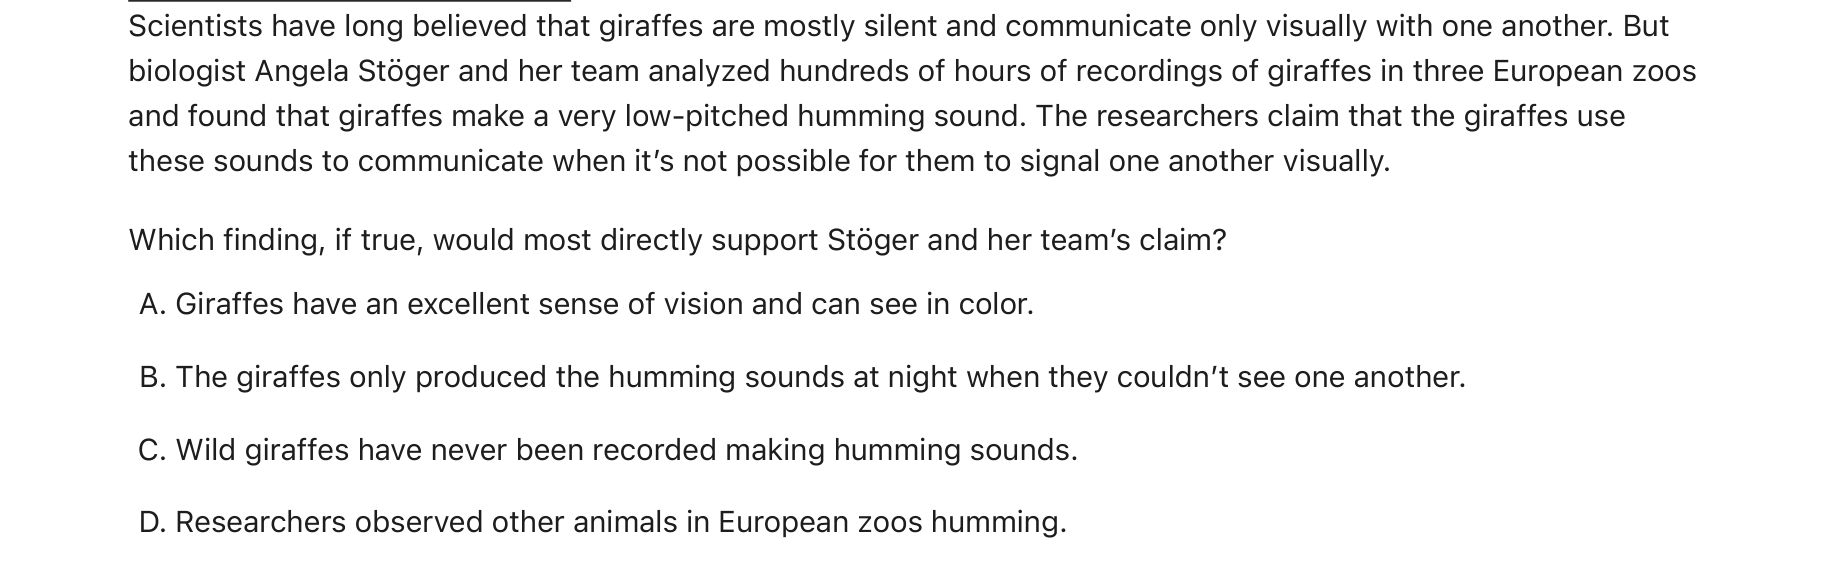 Scientists have long believed that giraffes are mostly silent and communicate only visually with one another. But
biologist Angela Stöger and her team analyzed hundreds of hours of recordings of giraffes in three European zoos
and found that giraffes make a very low-pitched humming sound. The researchers claim that the giraffes use
these sounds to communicate when it’s not possible for them to signal one another visually.
Which finding, if true, would most directly support Stöger and her team’s claim?
A. Giraffes have an excellent sense of vision and can see in color.
B. The giraffes only produced the humming sounds at night when they couldn’t see one another.
C. Wild giraffes have never been recorded making humming sounds.
D. Researchers observed other animals in European zoos humming.